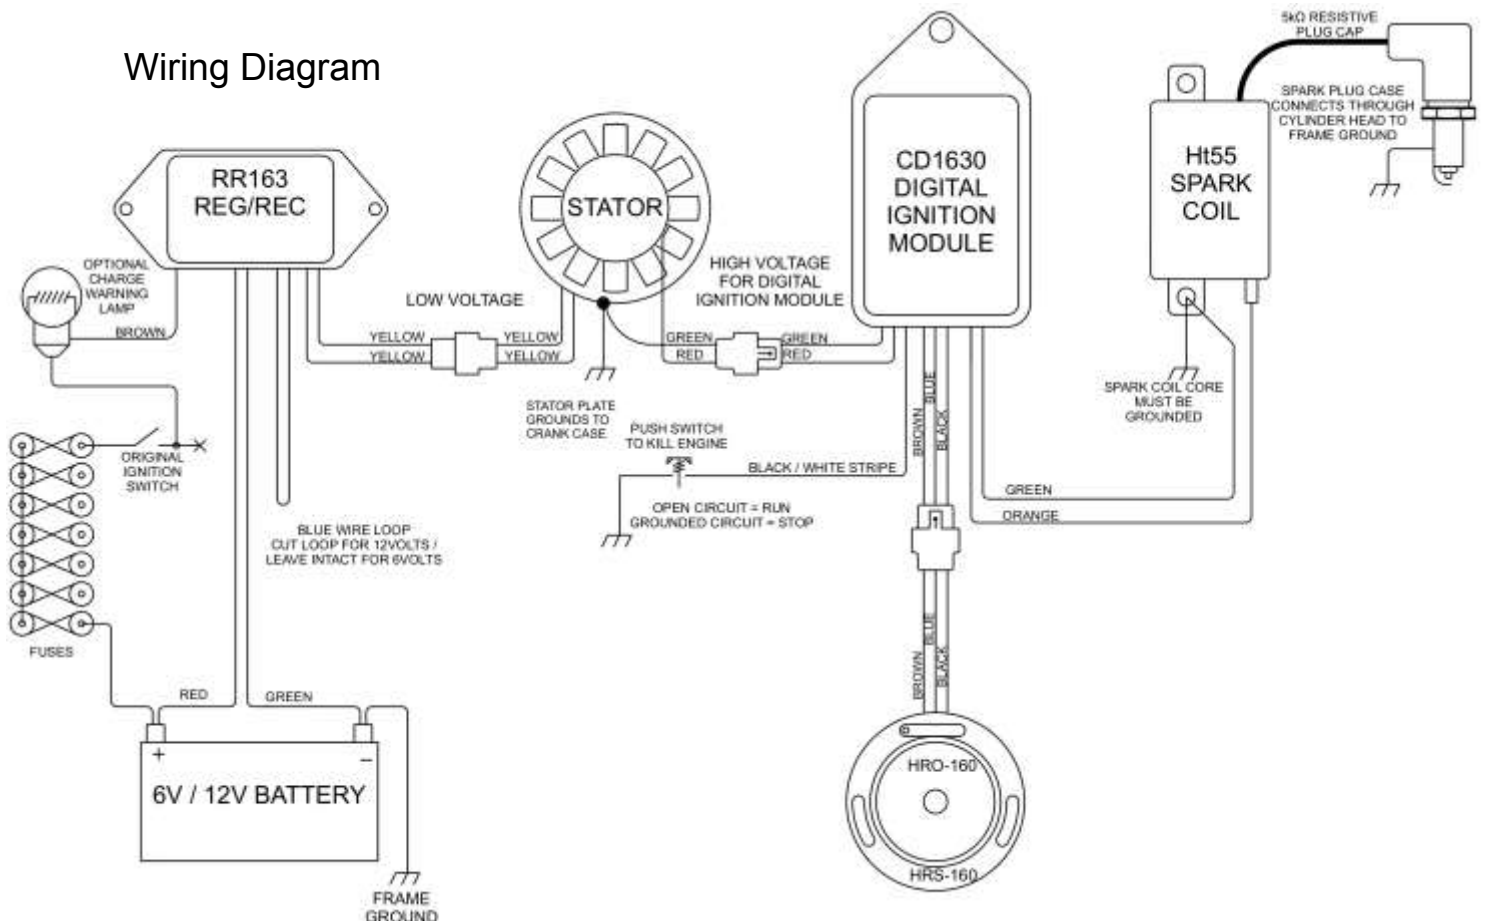 Wiring Diagram
5kΩ RESISTIVE
PLUG CAP
SPARK PLUG CASE
CONNECTS THROUGH
CYLINDER HEAD TO
FRAME GROUND
RR163
REG/REC
STATOR
CD1630
DIGITAL
IGNITION
MODULE
Ht55
SPARK
COIL
OPTIONAL
CHARGE
WARNING
LAMP
BROWN
LOW VOLTAGE
HIGH VOLTAGE
FOR DIGITAL
IGNITION MODULE
YELLOW
YELLOW
YELLOW
YELLOW
GREEN
RED
GREEN
RED
STATOR PLATE
GROUNDS TO
CRANK CASE
PUSH SWITCH
TO KILL ENGINE
BLACK / WHITE STRIPE
OPEN CIRCUIT = RUN
GROUNDED CIRCUIT = STOP
BROWN
BLUE
BLACK
SPARK COIL CORE
MUST BE
GROUNDED
GREEN
ORANGE
ORIGINAL
IGNITION
SWITCH
BLUE WIRE LOOP
CUT LOOP FOR 12VOLTS /
LEAVE INTACT FOR 6VOLTS
FUSES
RED
GREEN
+
–
6V / 12V BATTERY
FRAME
GROUND
BROWN
BLUE
BLACK
HRO-160
HRS-160